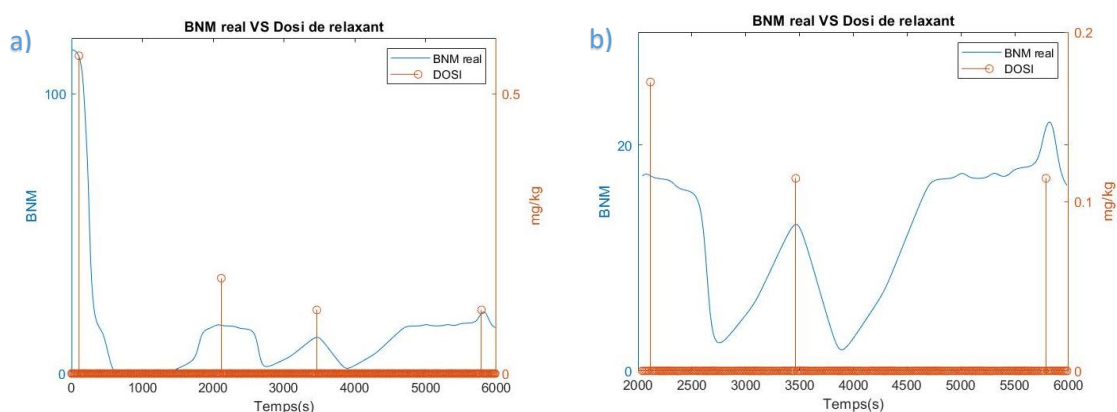 a)
BNM real VS Dosi de relaxant
BNM real
DOSI
100
0
BNM
0.5
0
mg/kg
0 1000 2000 3000 4000 5000 6000
Temps(s)
b)
BNM real VS Dosi de relaxant
BNM real
DOSI
20
0
BNM
0.2
0.1
0
mg/kg
2000 2500 3000 3500 4000 4500 5000 5500 6000
Temps(s)